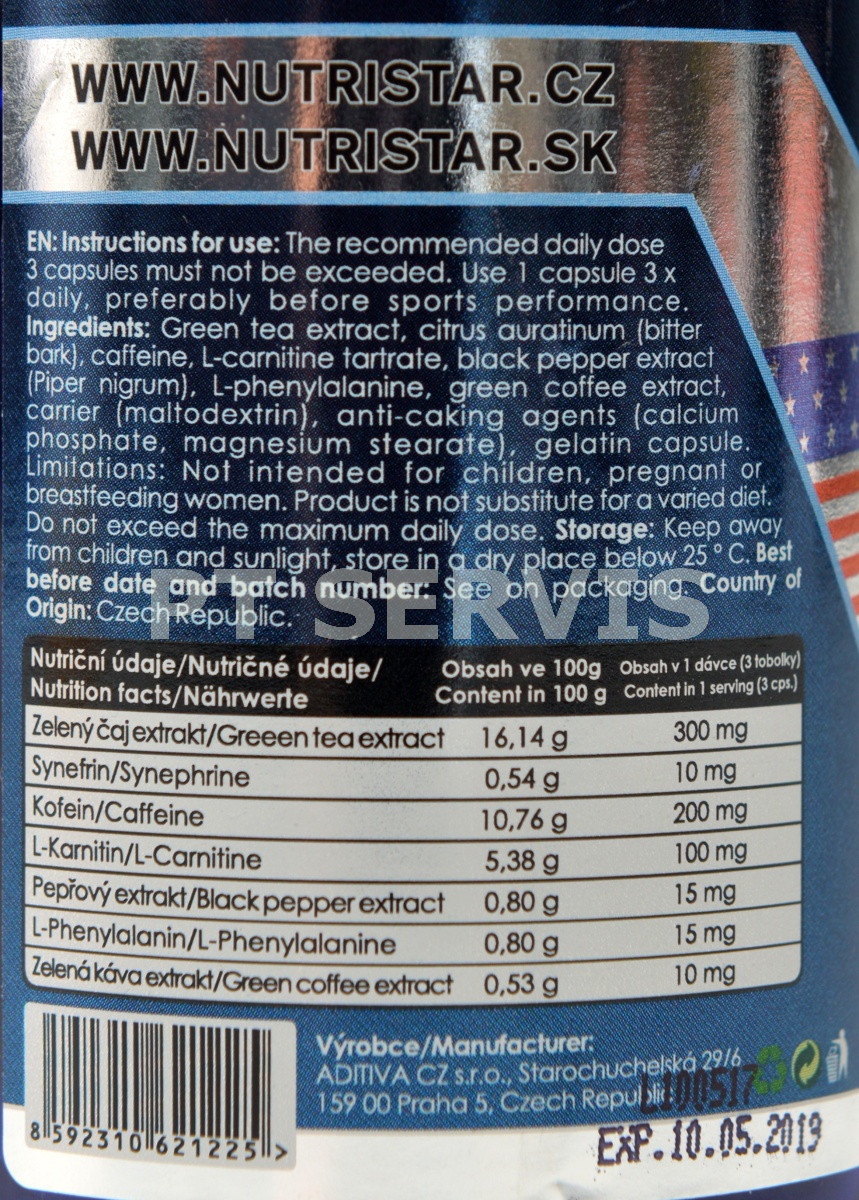 WWW.NUTRISTAR.CZ
WWW.NUTRISTAR.SK
EN: Instructions for use: The recommended daily dose
3 capsules must not be exceeded. Use 1 capsule 3 x
daily, preferably before sports performance.
Ingredients: Green tea extract, citrus auratinum (bitter
bark), caffeine, L-carnitine tartrate, black pepper extract
(Piper nigrum), L-phenylalanine, green coffee extract,
carrier (maltodextrin), anti-caking agents (calcium
phosphate, magnesium stearate), gelatin capsule.
Limitations: Not intended for children, pregnant or
breastfeeding women. Product is not substitute for a varied diet.
Do not exceed the maximum daily dose. Storage: Keep away
from children and sunlight, store in a dry place below 25 °C. Best
before date and batch number: See on packaging. Country of
Origin: Czech Republic.
PT SERVIS
Nutriční údaje/Nutričné údaje/ Obsah ve 100g Obsah v 1 dávce (3 tobolky)
Nutrition facts/Nährwerte Content in 100 g Content in 1 serving (3 cps.)
Zelený čaj extrakt/Greeen tea extract 16,14 g 300 mg
Synefrin/Synephrine 0,54 g 10 mg
Kofein/Caffeine 10,76 g 200 mg
L-Karnitin/L-Carnitine 5,38 g 100 mg
Pepřový extrakt/Black pepper extract 0,80 g 15 mg
L-Phenylalanin/L-Phenylalanine 0,80 g 15 mg
Zelená káva extrakt/Green coffee extract 0,53 g 10 mg
Výrobce/Manufacturer:
ADITIVA CZ s.r.o., Starochuchelská 29/6
159 00 Praha 5, Czech Republic
L100517
EXP.10.05.2019
8 592310 621225 >